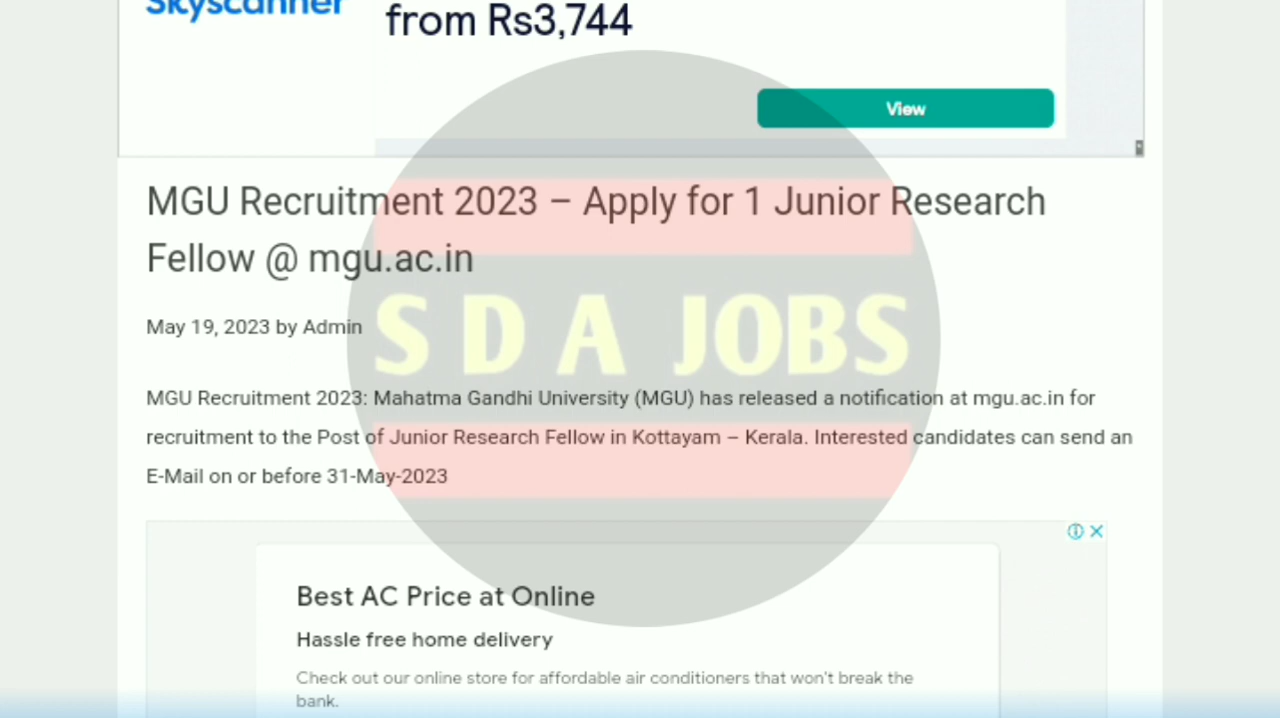 Skyscanner
from Rs3,744
View
MGU Recruitment 2023 – Apply for 1 Junior Research
Fellow @ mgu.ac.in
May 19, 2023 by Admin
S D A JOBS
MGU Recruitment 2023: Mahatma Gandhi University (MGU) has released a notification at mgu.ac.in for
recruitment to the Post of Junior Research Fellow in Kottayam – Kerala. Interested candidates can send an
E-Mail on or before 31-May-2023
Best AC Price at Online
Hassle free home delivery
Check out our online store for affordable air conditioners that won't break the
bank.